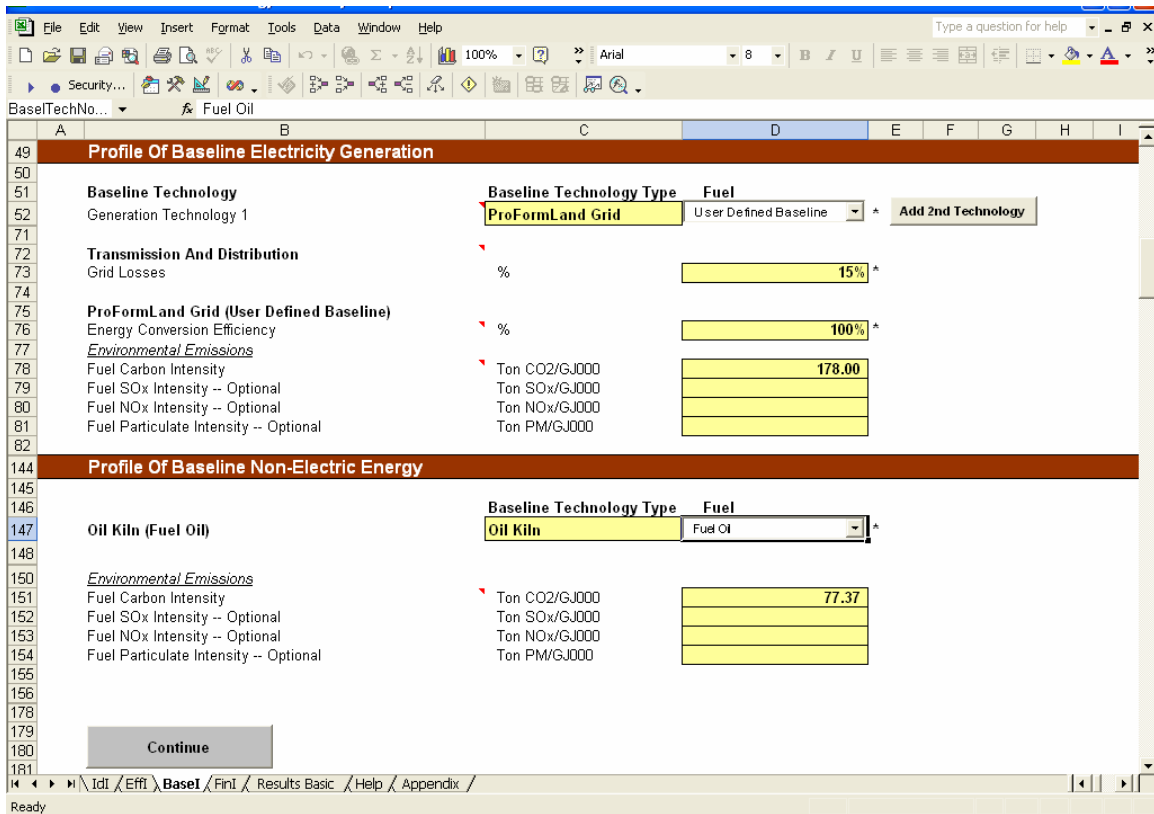 File Edit View Insert Format Tools Data Window Help Type a question for help
100% Arial 8 B I U
Security...
BaselTechNo... fx Fuel Oil
A B C D E F G H I
49 Profile Of Baseline Electricity Generation
50
51 Baseline Technology Baseline Technology Type Fuel
52 Generation Technology 1 ProFormLand Grid User Defined Baseline * Add 2nd Technology
71
72 Transmission And Distribution
73 Grid Losses % 15% *
74
75 ProFormLand Grid (User Defined Baseline)
76 Energy Conversion Efficiency % 100% *
77 Environmental Emissions
78 Fuel Carbon Intensity Ton CO2/GJ000 178.00
79 Fuel SOx Intensity -- Optional Ton SOx/GJ000
80 Fuel NOx Intensity -- Optional Ton NOx/GJ000
81 Fuel Particulate Intensity -- Optional Ton PM/GJ000
82
144 Profile Of Baseline Non-Electric Energy
145
146 Baseline Technology Type Fuel
147 Oil Kiln (Fuel Oil) Oil Kiln Fuel Oil *
148
150 Environmental Emissions
151 Fuel Carbon Intensity Ton CO2/GJ000 77.37
152 Fuel SOx Intensity -- Optional Ton SOx/GJ000
153 Fuel NOx Intensity -- Optional Ton NOx/GJ000
154 Fuel Particulate Intensity -- Optional Ton PM/GJ000
155
156
178
179
180 Continue
181
IdI / EffI \ BaseI / FinI / Results Basic / Help / Appendix /
Ready